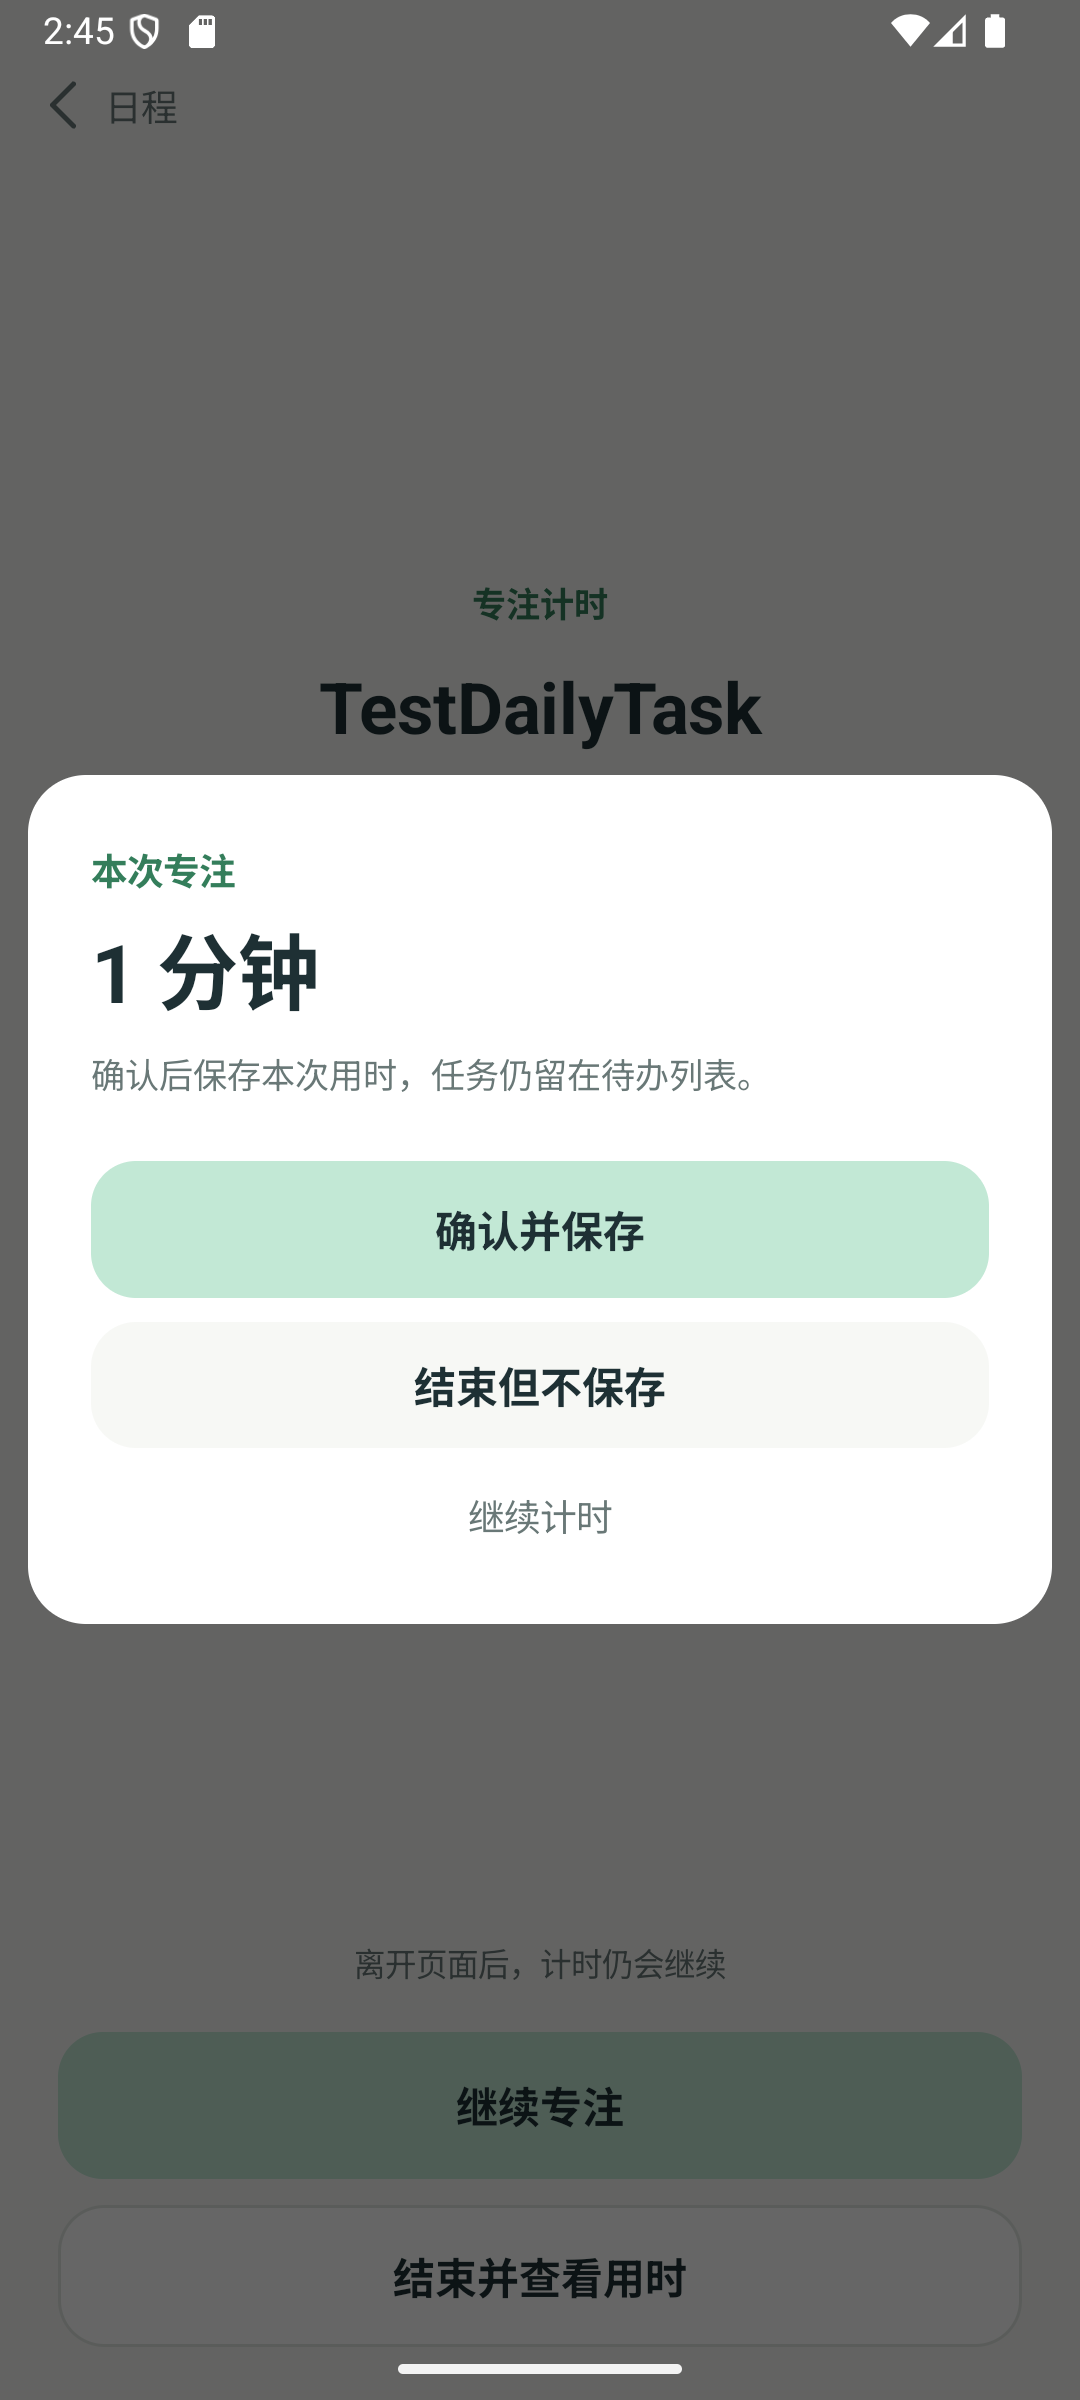 2:45
日程
专注计时
TestDailyTask
本次专注
1 分钟
确认后保存本次用时，任务仍留在待办列表。
确认并保存
结束但不保存
继续计时
离开页面后，计时仍会继续
继续专注
结束并查看用时